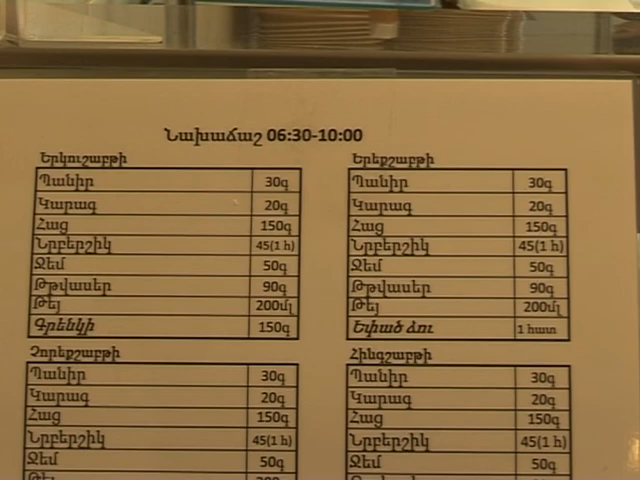 Նախաճաշ 06:30-10:00
Երկուշաբթի
Պանիր 30գ
Կարագ 20գ
Հաց 150գ
Նրբերշիկ 45(1 հ)
Ջեմ 50գ
Թթվասեր 90գ
Թեյ 200մլ
Գրենկի 150գ
Երեքշաբթի
Պանիր 30գ
Կարագ 20գ
Հաց 150գ
Նրբերշիկ 45(1 հ)
Ջեմ 50գ
Թթվասեր 90գ
Թեյ 200մլ
Եփած ձու 1 հատ
Չորեքշաբթի
Պանիր 30գ
Կարագ 20գ
Հաց 150գ
Նրբերշիկ 45(1 հ)
Ջեմ 50գ
Հինգշաբթի
Պանիր 30գ
Կարագ 20գ
Հաց 150գ
Նրբերշիկ 45(1 հ)
Ջեմ 50գ